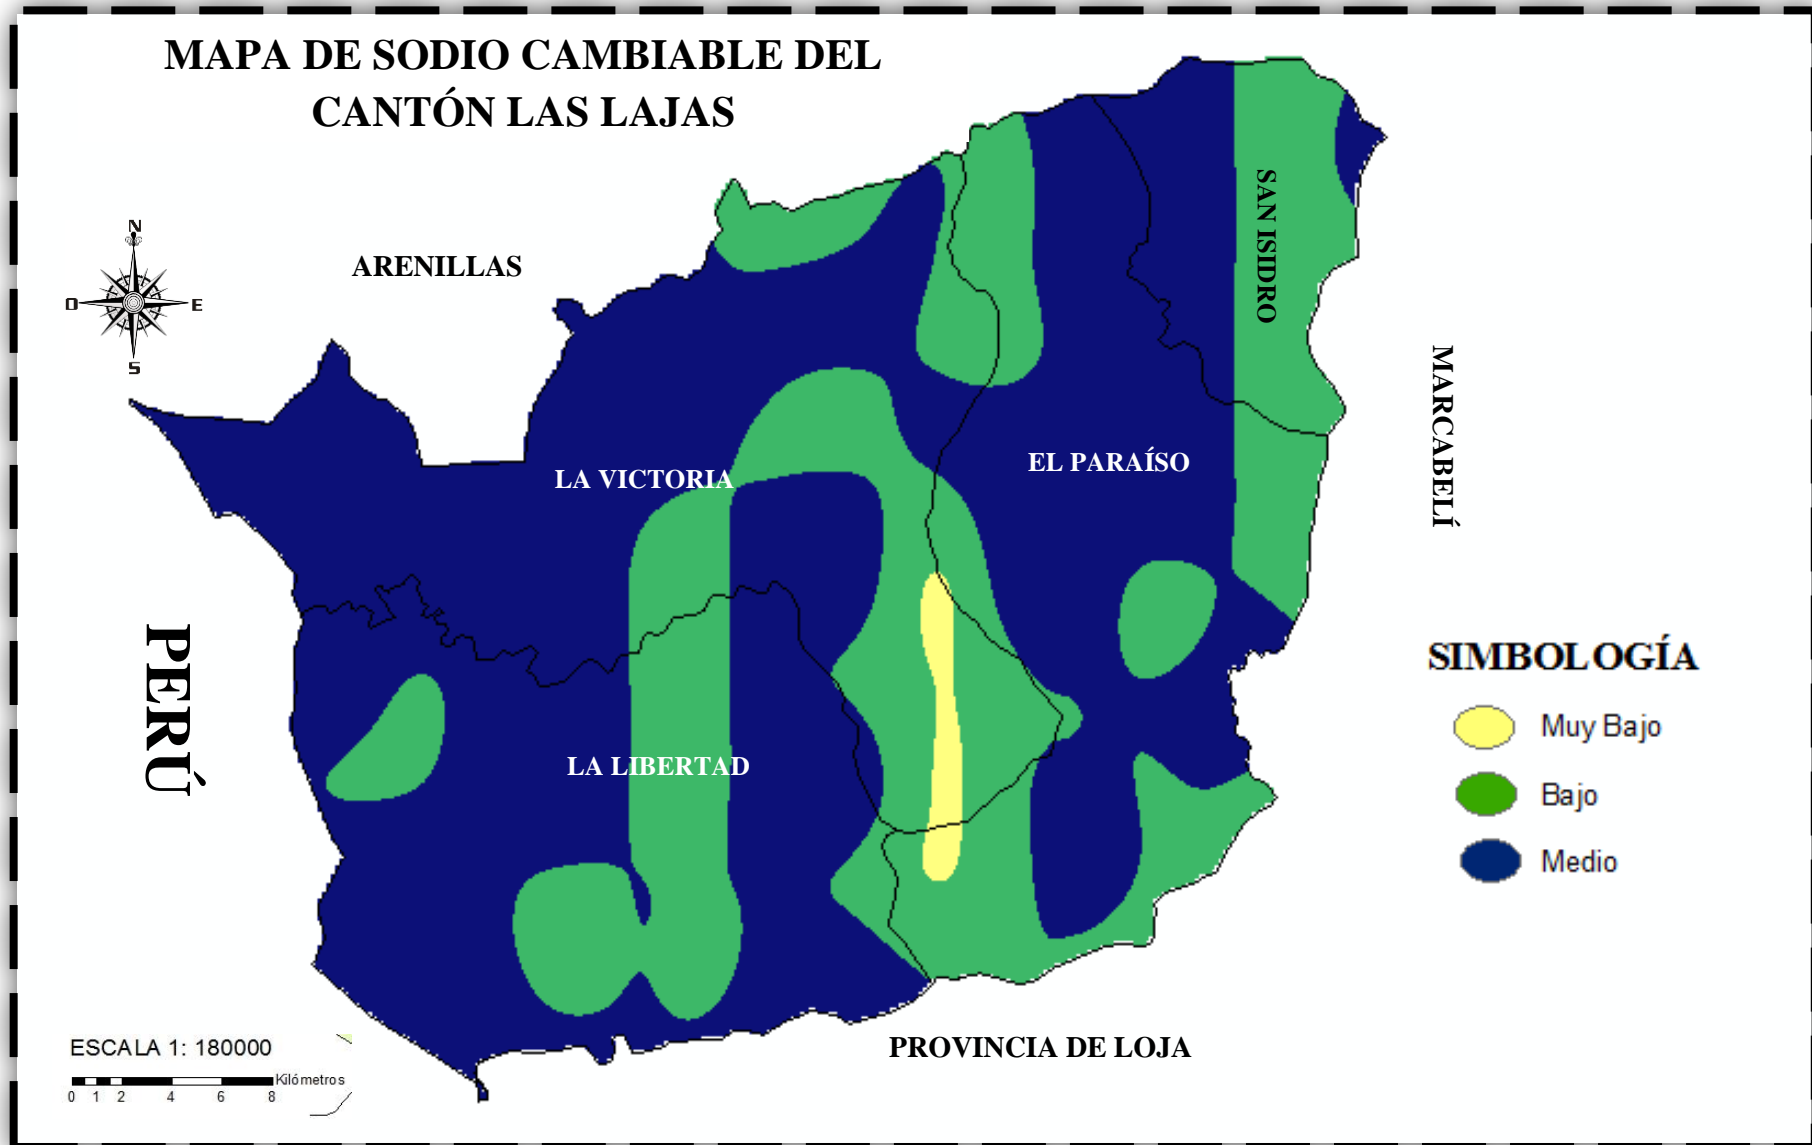 MAPA DE SODIO CAMBIABLE DEL
CANTÓN LAS LAJAS
N
O
E
S
ARENILLAS
SAN ISIDRO
MARCABELÍ
LA VICTORIA
EL PARAÍSO
PERÚ
LA LIBERTAD
SIMBOLOGÍA
Muy Bajo
Bajo
Medio
PROVINCIA DE LOJA
ESCALA 1: 180000
Kilómetros
0 1 2 4 6 8